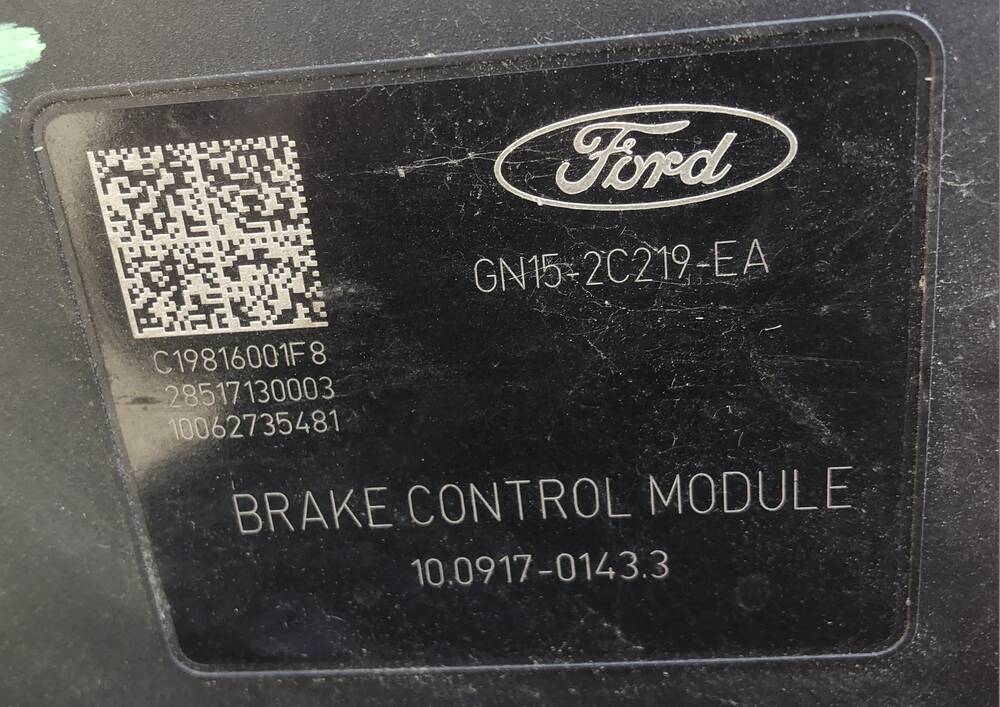 Ford
GN15-2C219-EA
C19816001F8
28517130003
10062735481
BRAKE CONTROL MODULE
10.0917-0143.3